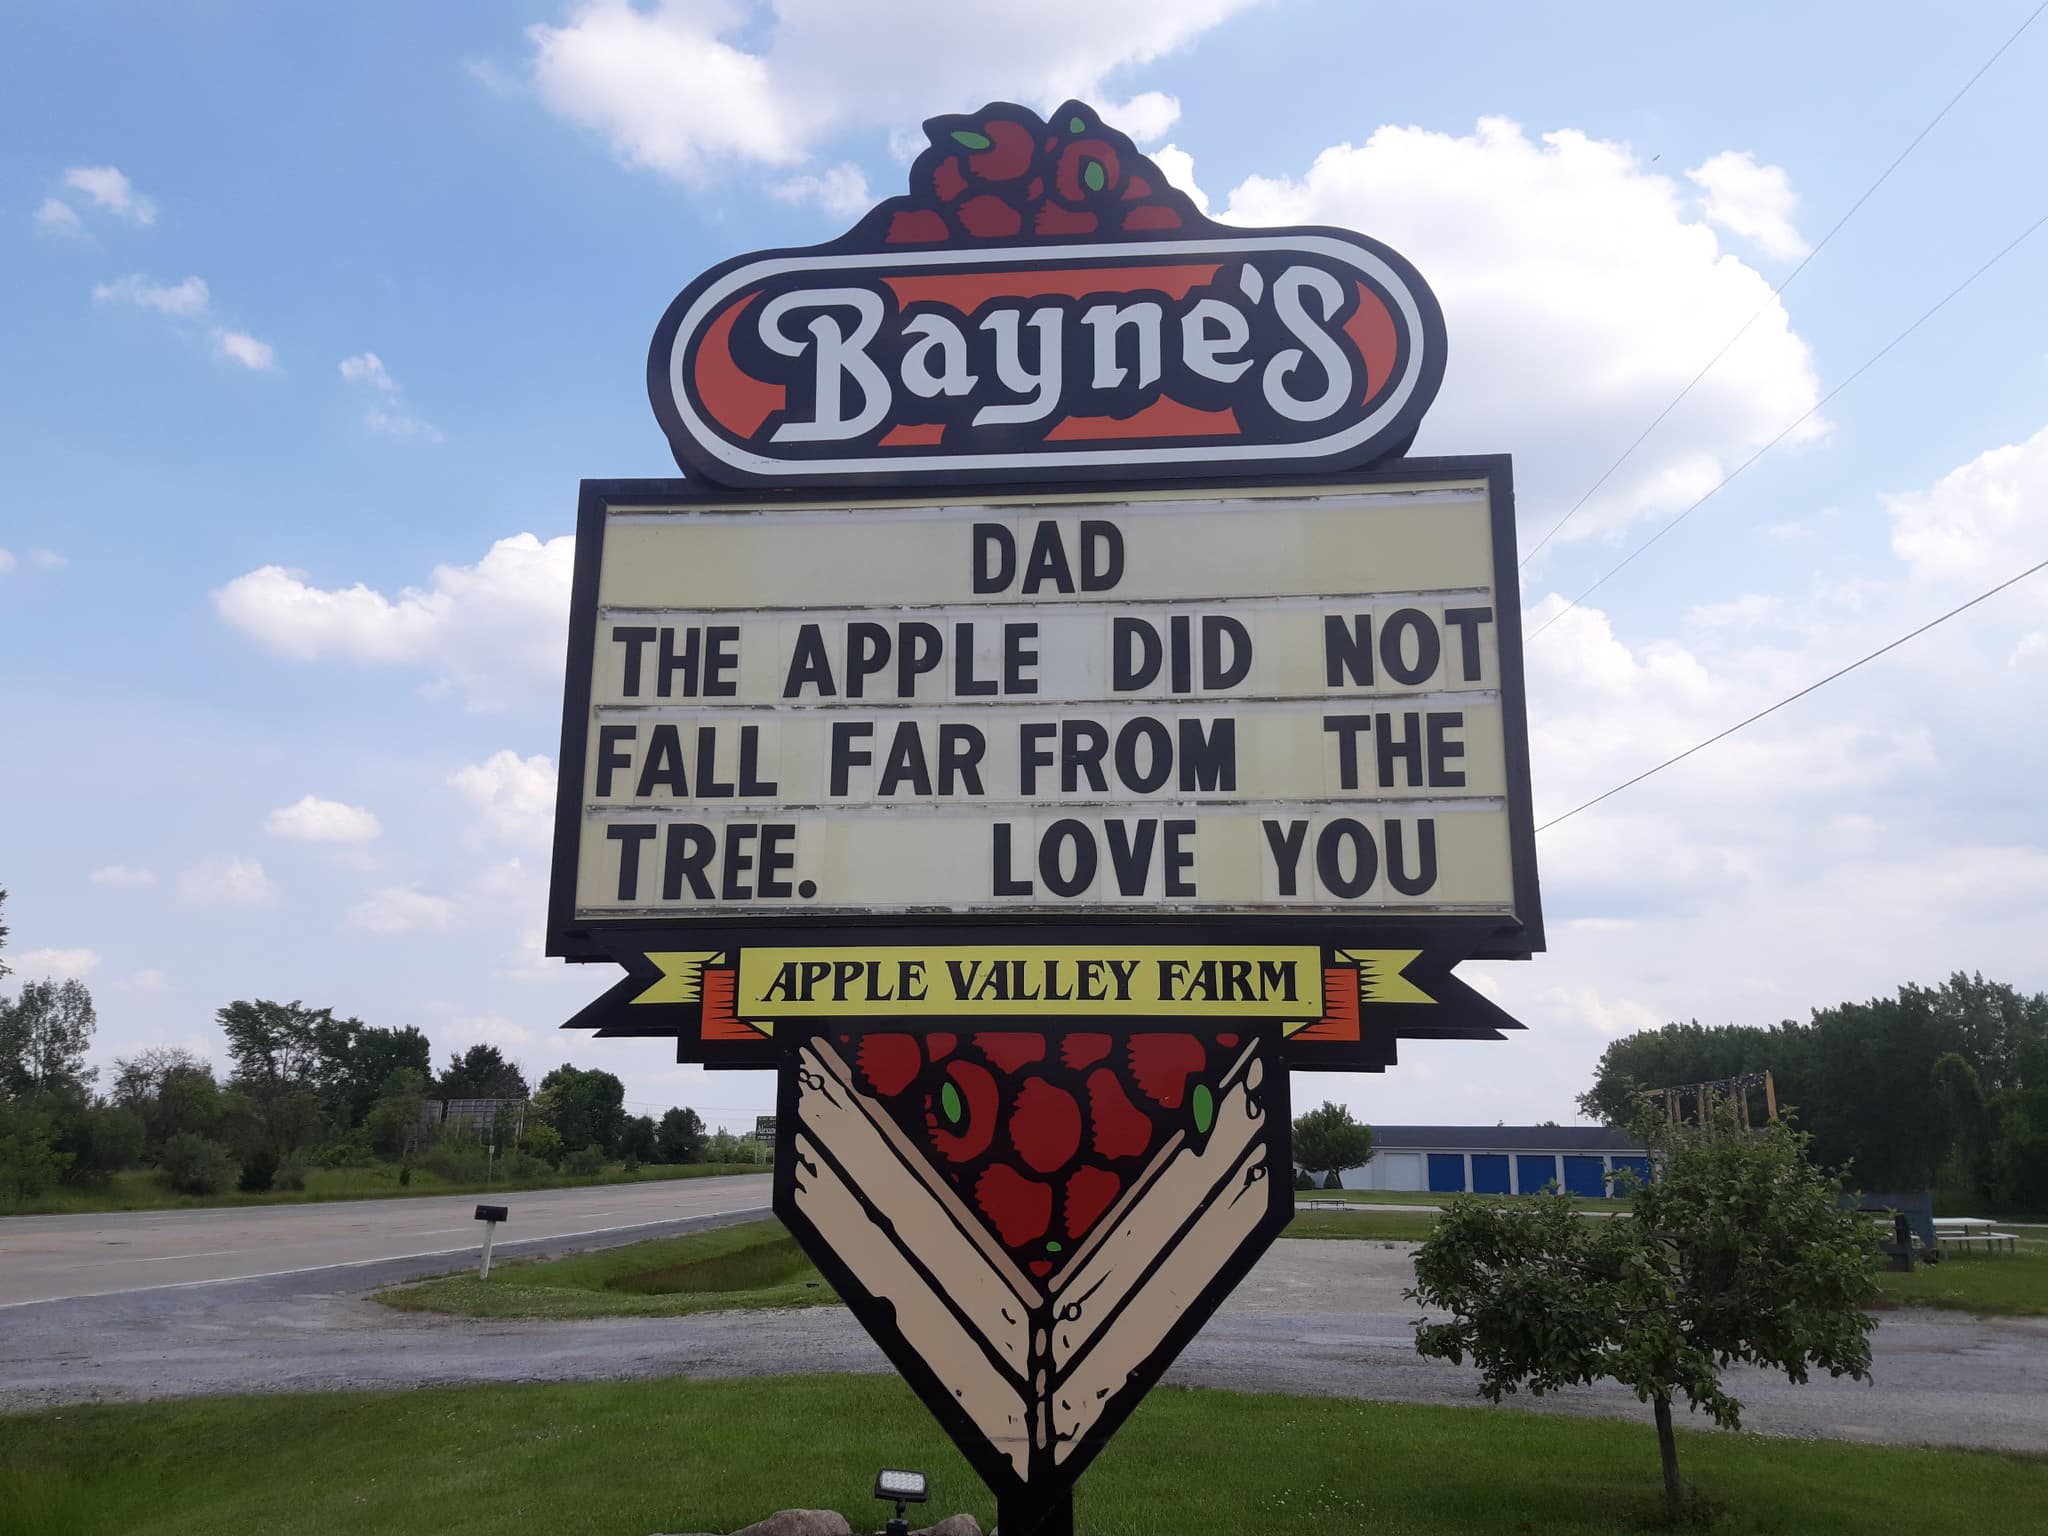 Bayne's
DAD
THE APPLE DID NOT
FALL FAR FROM THE
TREE. LOVE YOU
APPLE VALLEY FARM